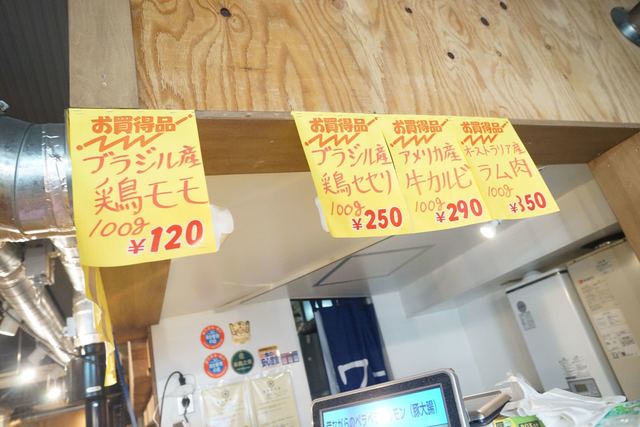 お買得品
ブラジル産
鶏モモ
100g
¥120
お買得品
ブラジル産
鶏セセリ
100g
¥250
お買得品
アメリカ産
牛カルビ
100g
¥290
お買得品
オーストラリア産
ラム肉
100g
¥350